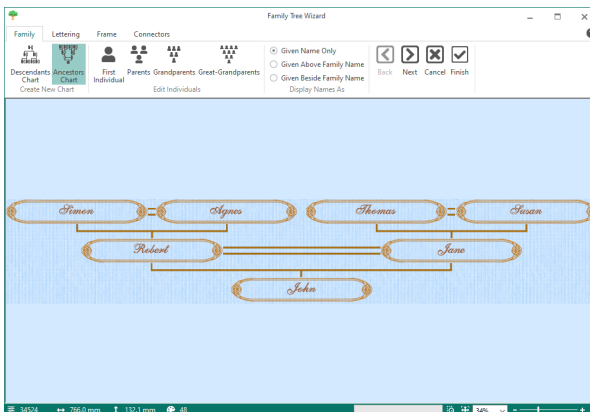 Family Tree Wizard
Family Lettering Frame Connectors
Descendants Chart
Ancestors Chart
Create New Chart
First Individual
Parents
Grandparents
Great-Grandparents
Edit Individuals
Given Name Only
Given Above Family Name
Given Beside Family Name
Display Names As
Back Next Cancel Finish
Simon Agnes Thomas Susan
Robert Jane
John
34524 766.0 mm 132.1 mm 48 34%